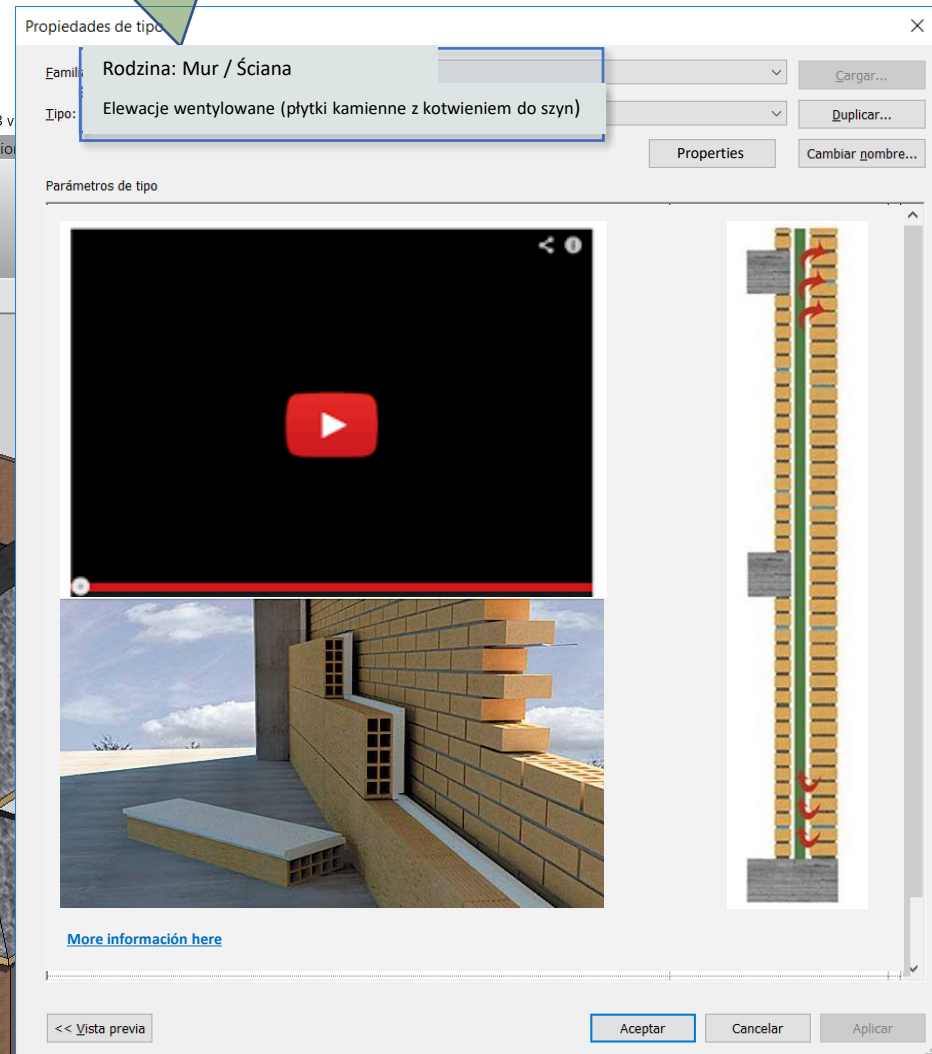 Propiedades de tipo
Rodzina: Mur / Ściana
Cargar...
Tipo:
Elewacje wentylowane (płytki kamienne z kotwieniem do szyn)
Duplicar...
Properties
Cambiar nombre...
Parámetros de tipo
More información here
<< Vista previa
Aceptar
Cancelar
Aplicar